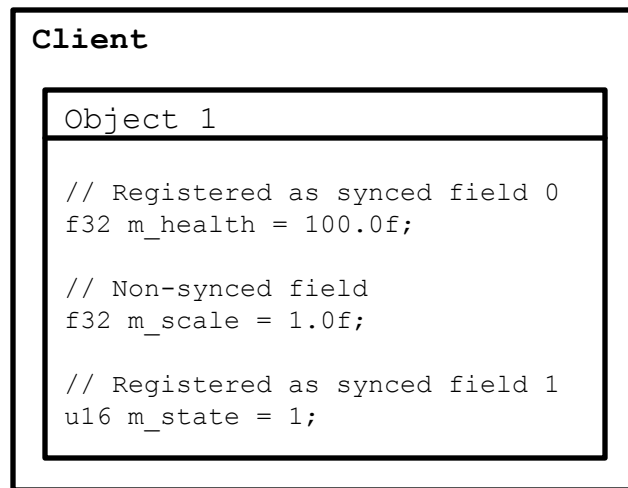 Client
Object 1
// Registered as synced field 0
f32 m_health = 100.0f;
// Non-synced field
f32 m_scale = 1.0f;
// Registered as synced field 1
u16 m_state = 1;